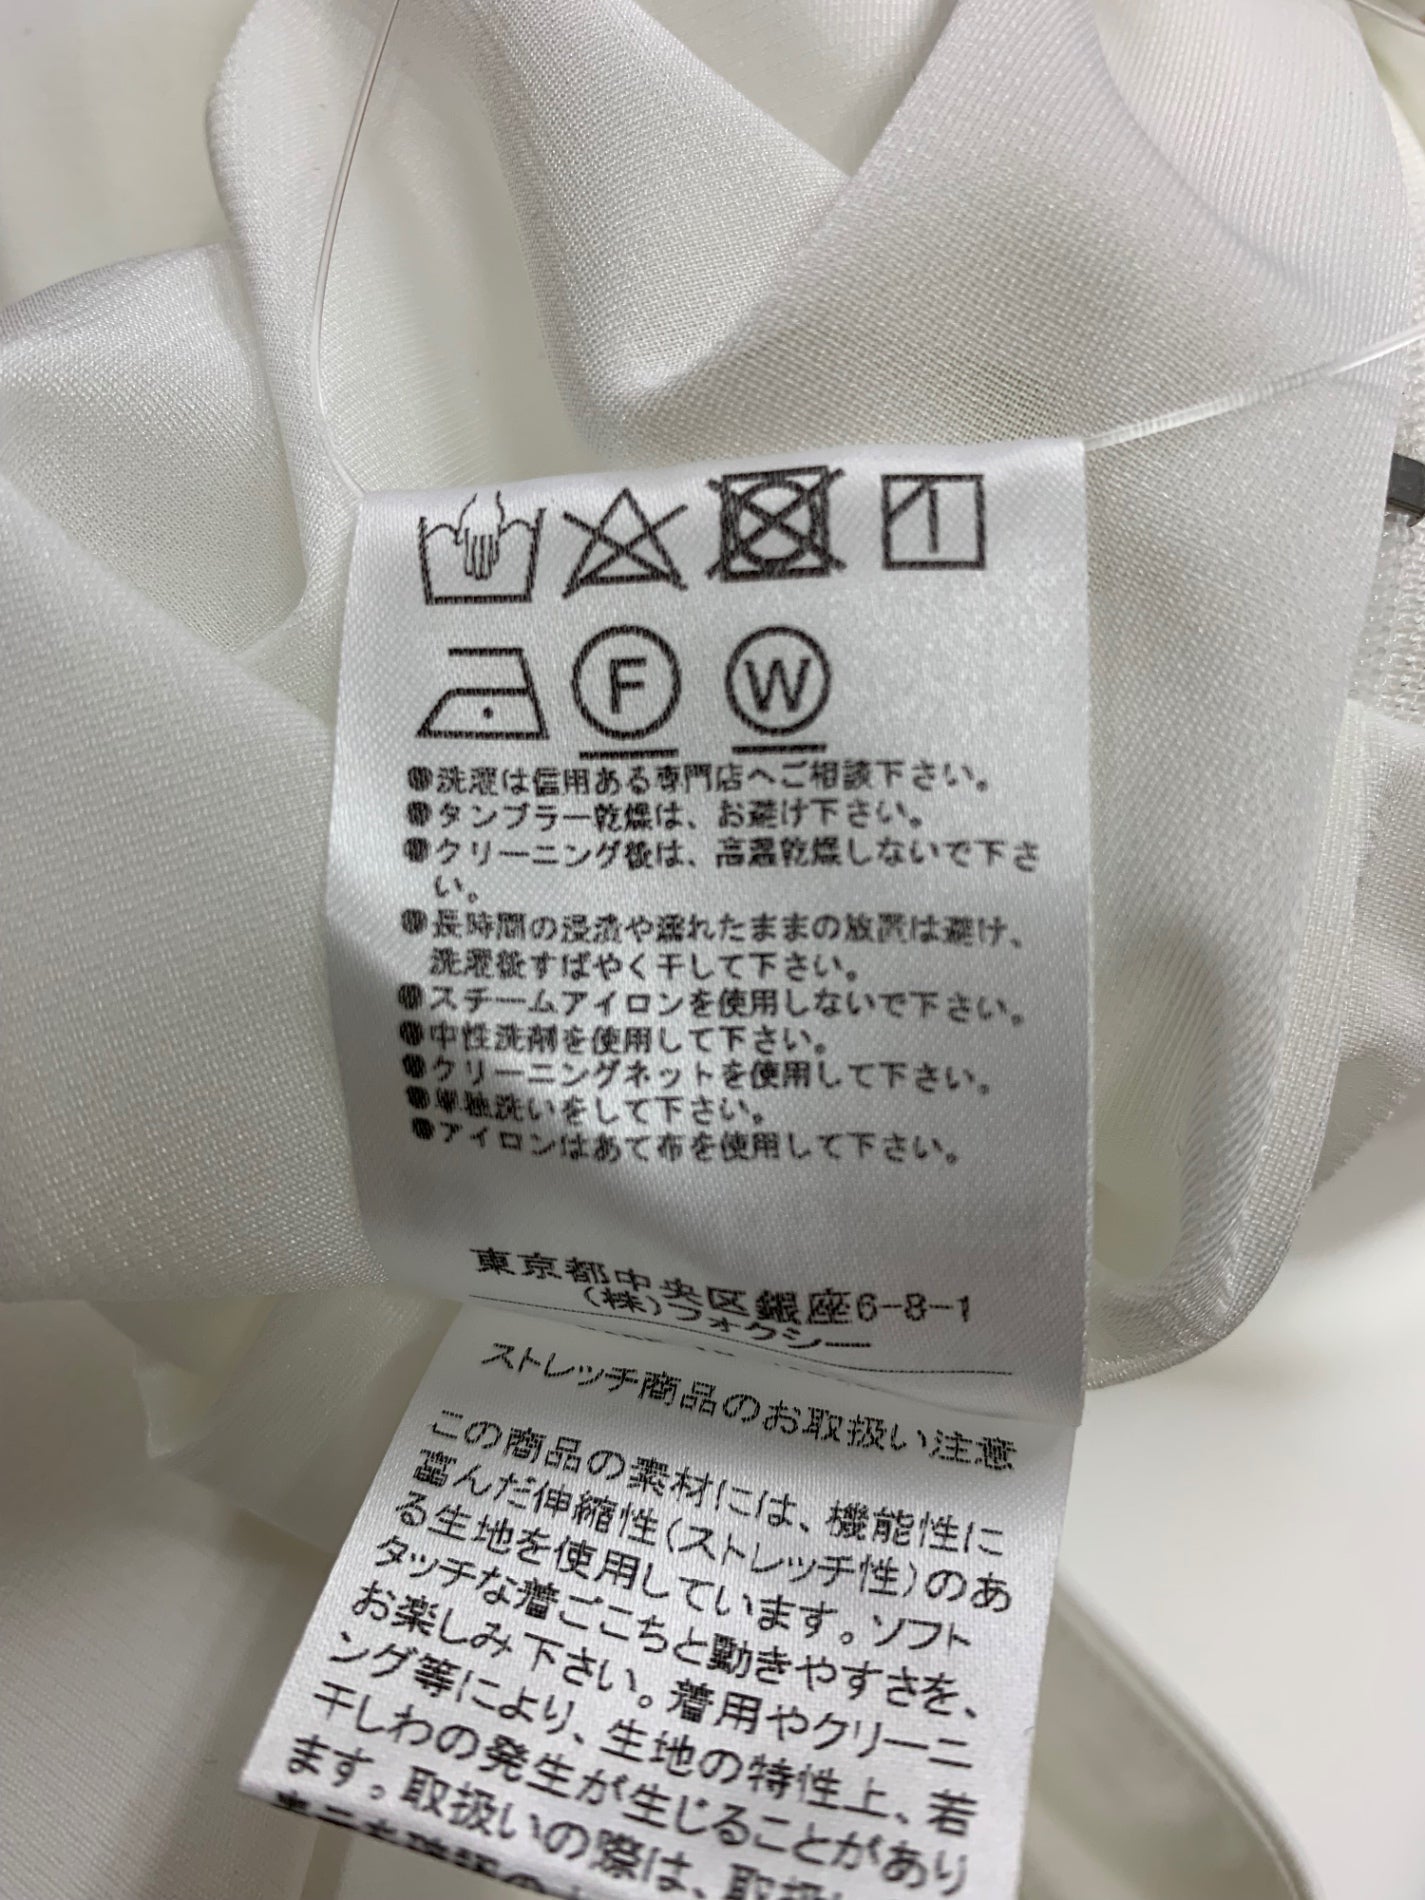 F W
●洗濯は信用ある専門店へご相談下さい。
●タンブラー乾燥は、お避け下さい。
●クリーニング後は、高温乾燥しないで下さ
い。
●長時間の浸漬や濡れたままの放置は避け、
洗濯後すばやく干して下さい。
●スチームアイロンを使用しないで下さい。
●中性洗剤を使用して下さい。
●クリーニングネットを使用して下さい。
●単独洗いをして下さい。
●アイロンはあて布を使用して下さい。
東京都中央区銀座6-8-1
(株)フォクシー
ストレッチ商品のお取扱い注意
この商品の素材には、機能性に
富んだ伸縮性(ストレッチ性)のあ
る生地を使用しています。ソフト
タッチな着ごこちと動きやすさを、
お楽しみ下さい。着用やクリーニ
ング等により、生地の特性上、若
干しわの発生が生じることがあり
ます。取扱いの際は、取扱い